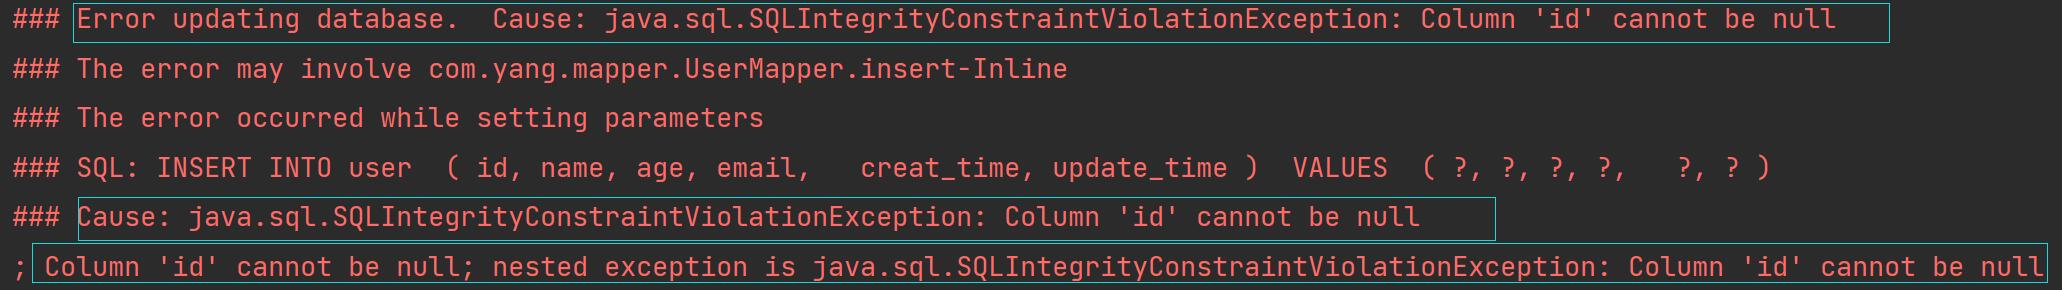 ### Error updating database.  Cause: java.sql.SQLIntegrityConstraintViolationException: Column 'id' cannot be null
### The error may involve com.yang.mapper.UserMapper.insert-Inline
### The error occurred while setting parameters
### SQL: INSERT INTO user  ( id, name, age, email,   creat_time, update_time )  VALUES  ( ?, ?, ?, ?,   ?, ? )
### Cause: java.sql.SQLIntegrityConstraintViolationException: Column 'id' cannot be null
; Column 'id' cannot be null; nested exception is java.sql.SQLIntegrityConstraintViolationException: Column 'id' cannot be null